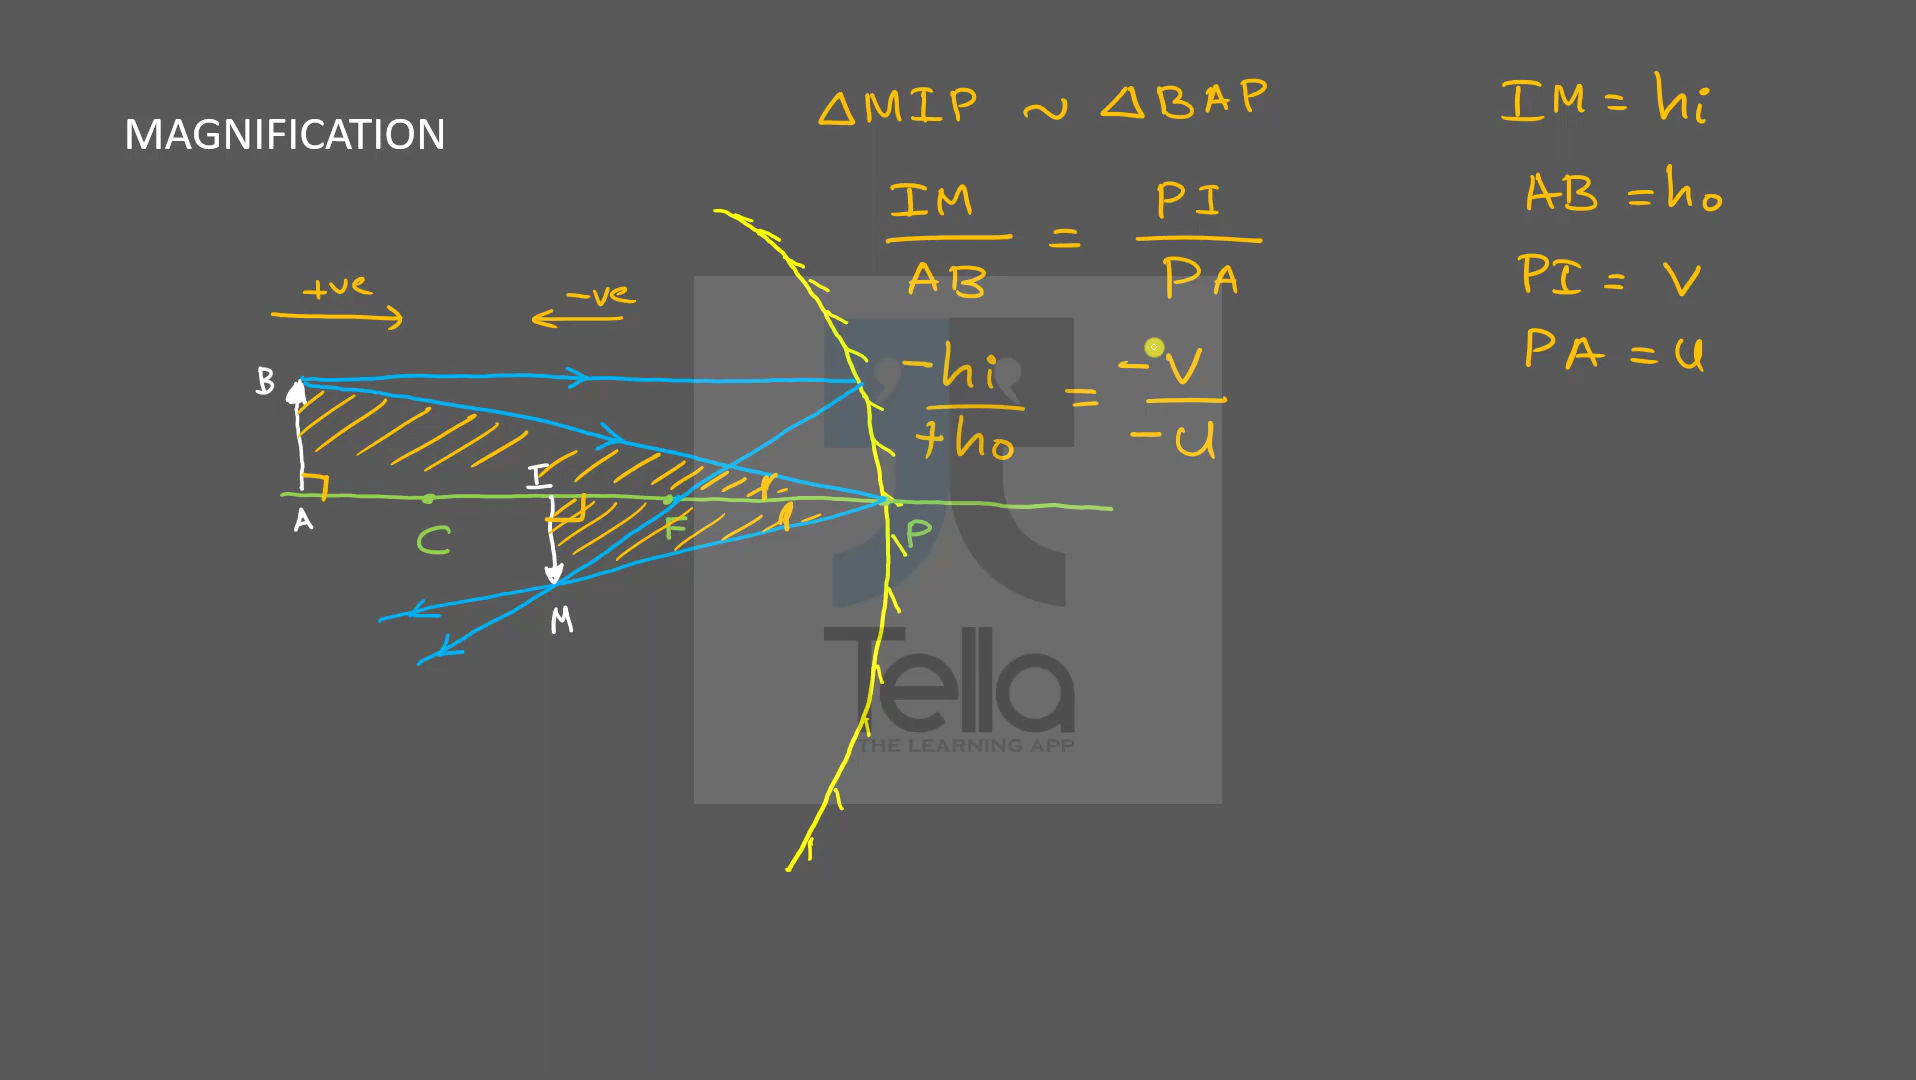 MAGNIFICATION
ΔMIP ~ ΔBAP
IM = hi
AB = ho
PI = V
PA = u
IM/AB = PI/PA
-hi/+ho = -V/-u
+ve
-ve
B
A
C
I
M
F
P
r
i
Tella
THE LEARNING APP